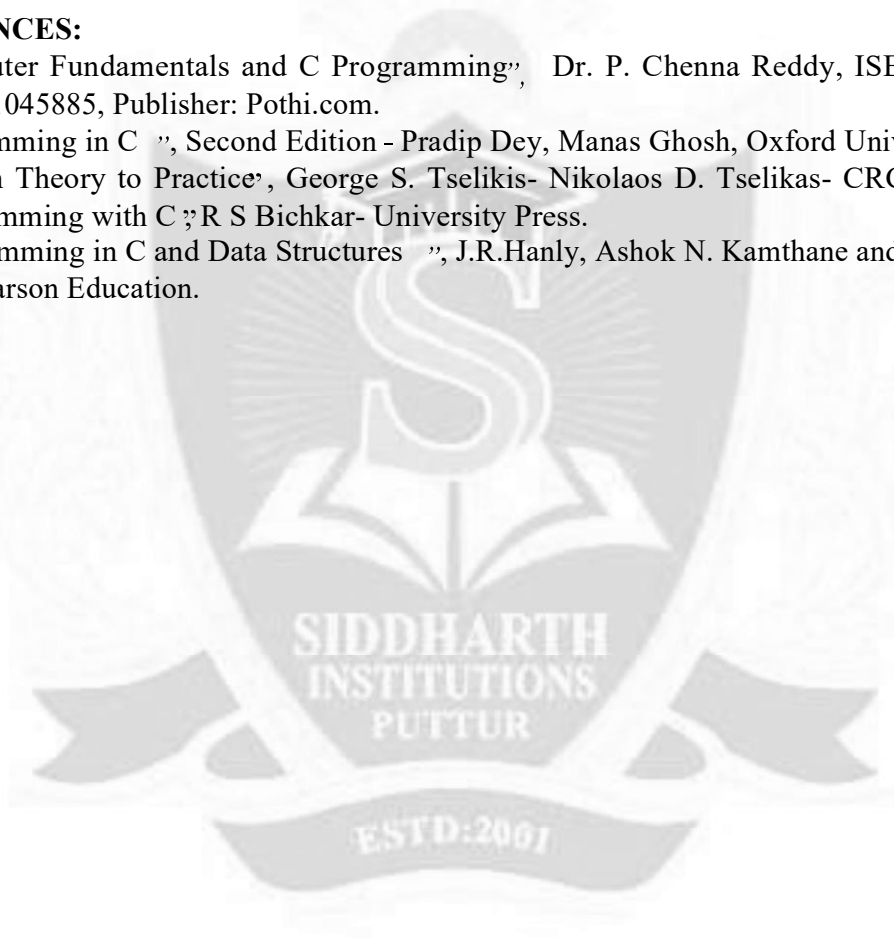 NCES:
uter Fundamentals and C Programming”, Dr. P. Chenna Reddy, ISE
045885, Publisher: Pothi.com.
mming in C ”, Second Edition - Pradip Dey, Manas Ghosh, Oxford Univ
n Theory to Practice”, George S. Tselikis- Nikolaos D. Tselikas- CRC
mming with C ”, R S Bichkar- University Press.
mming in C and Data Structures ”, J.R.Hanly, Ashok N. Kamthane and
arson Education.
SIDDHARTH
INSTITUTIONS
PUTTUR
ESTD:2001